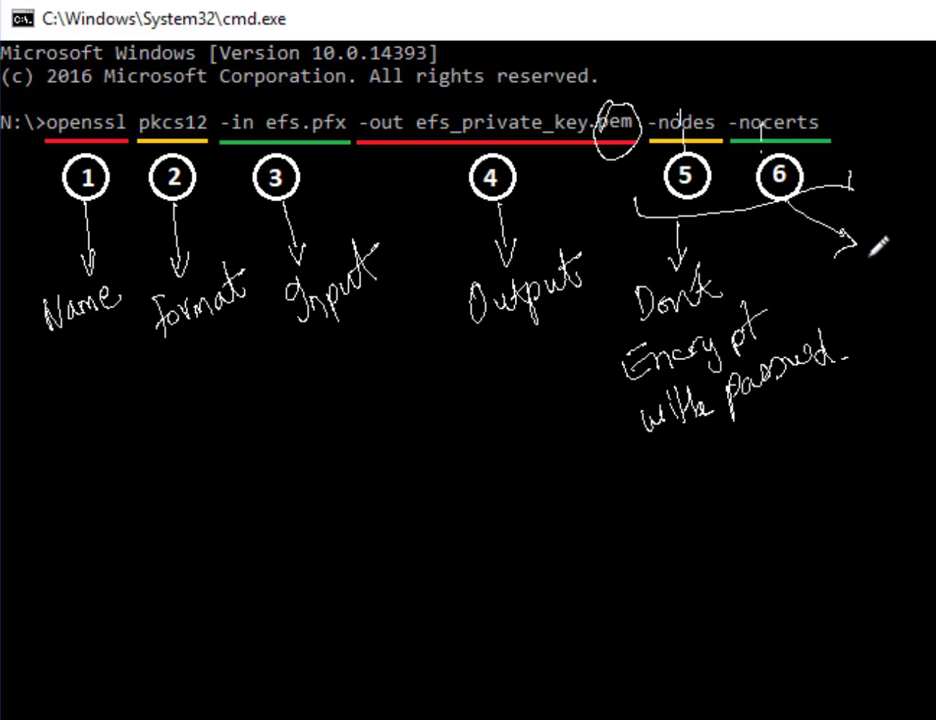 C:\Windows\System32\cmd.exe
Microsoft Windows [Version 10.0.14393]
(c) 2016 Microsoft Corporation. All rights reserved.
N:\>openssl pkcs12 -in efs.pfx -out efs_private_key.pem -nodes -nocerts
1 2 3 4 5 6
Name format Input Output Dont
Encrypt
with